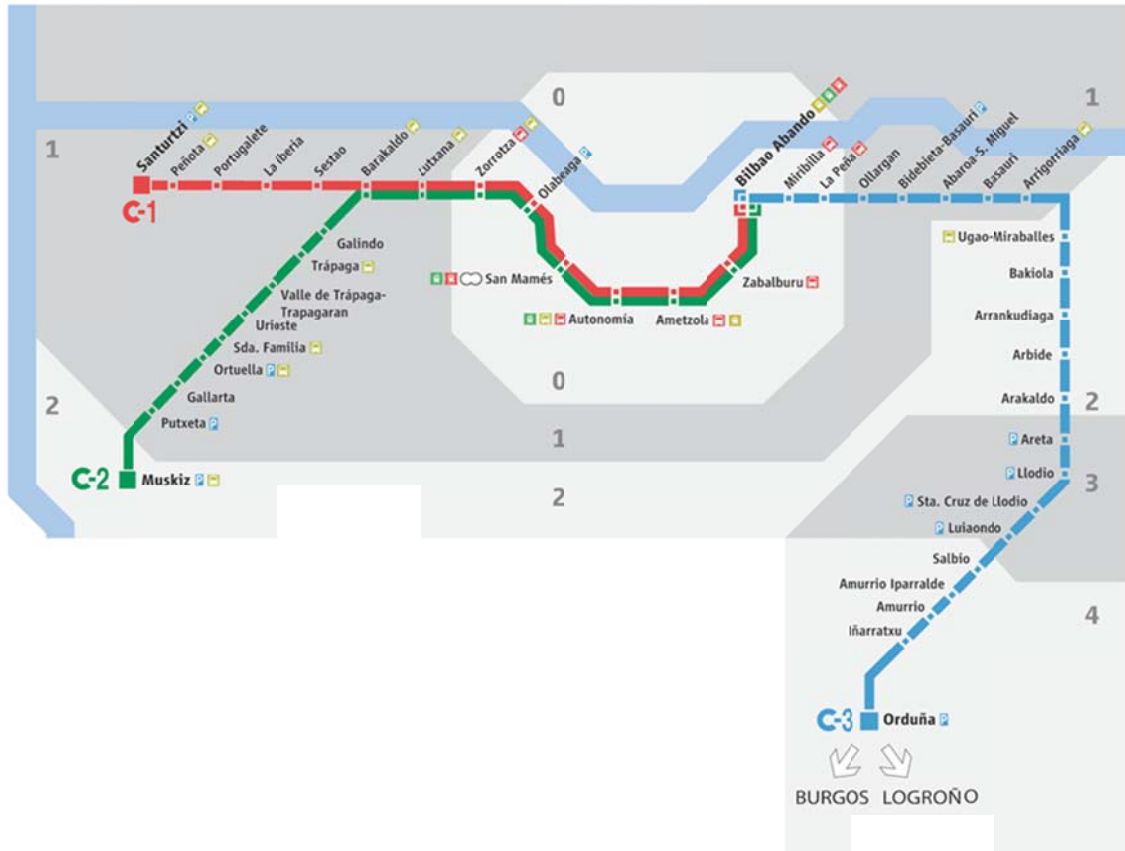 0
1
1
Santurtzi
Peñota
Portugalete
La Iberia
Sestao
Barakaldo
Lutxana
Zorrotza
Olabeaga
Bilbao Abando
Miribilla
La Peña
Ollargan
Bidebieta-Basauri
Abaroa-S. Miguel
Basauri
Arrigorriaga
C-1
Galindo
Trápaga
Valle de Trápaga-
Trapagaran
Urioste
Sda. Familia
Ortuella
Gallarta
Putxeta
C-2
Muskiz
San Mamés
Autonomía
Ametzola
Zabalburu
0
1
2
2
Ugao-Miraballes
Bakiola
Arrankudiaga
Arbide
Arakaldo
2
Areta
Llodio
3
Sta. Cruz de Llodio
Luiaondo
Salbio
Amurrio Iparralde
Amurrio
4
Iñarratxu
C-3
Orduña
BURGOS
LOGROÑO